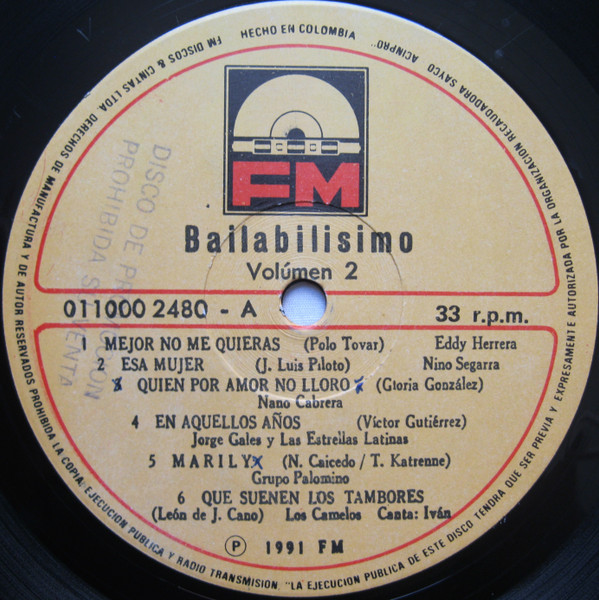 HECHO EN COLOMBIA
FM DISCOS & CINTAS LTDA. DERECHOS DE MANUFACTURA Y DE AUTOR RESERVADOS PROHIBIDA LA COPIA; EJECUCION PUBLICA Y RADIO TRANSMISION. "LA EJECUCION PUBLICA DE ESTE DISCO TENDRA QUE SER PREVIA Y EXPRESAMENTE AUTORIZADA POR LA ORGANIZACION RECAUDADORA SAYCO ACINPRO"
FM
Bailabilisimo
Volúmen 2
DISCO DE PROMOCION
PROHIBIDA SU VENTA
011000 2480 - A 33 r.p.m.
1 MEJOR NO ME QUIERAS (Polo Tovar) Eddy Herrera
2 ESA MUJER (J. Luis Piloto) Nino Segarra
3 QUIEN POR AMOR NO LLORO (Gloria González)
Nano Cabrera
4 EN AQUELLOS AÑOS (Víctor Gutiérrez)
Jorge Gales y Las Estrellas Latinas
5 MARILY (N. Caicedo / T. Katrenne)
Grupo Palomino
6 QUE SUENEN LOS TAMBORES
(León de J. Cano) Los Camelos Canta: Iván
Ⓟ 1991 FM